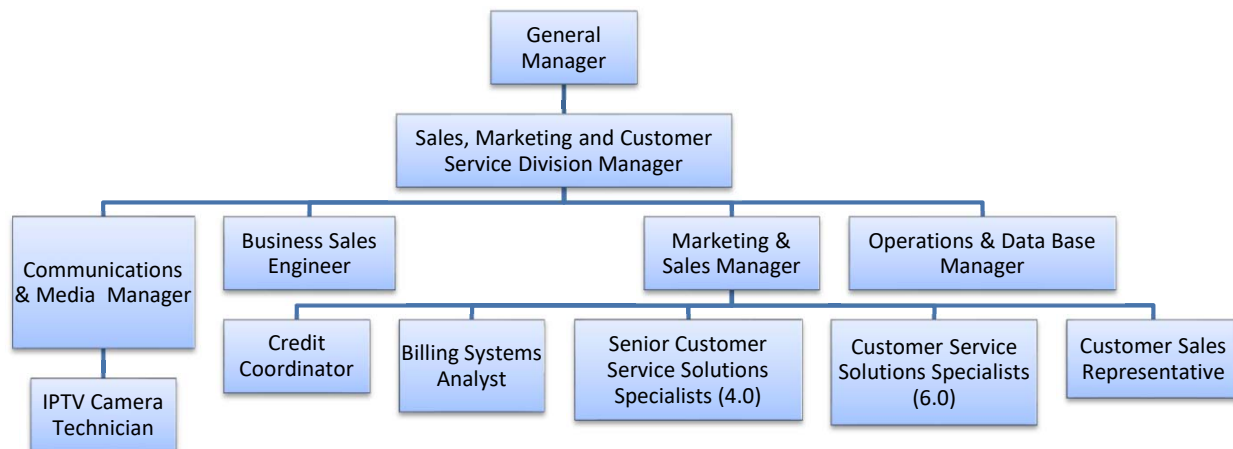 General
Manager
Sales, Marketing and Customer
Service Division Manager
Communications
& Media  Manager
Business Sales
Engineer
Marketing &
Sales Manager
Operations & Data Base
Manager
IPTV Camera
Technician
Credit
Coordinator
Billing Systems
Analyst
Senior Customer
Service Solutions
Specialists (4.0)
Customer Service
Solutions Specialists
(6.0)
Customer Sales
Representative